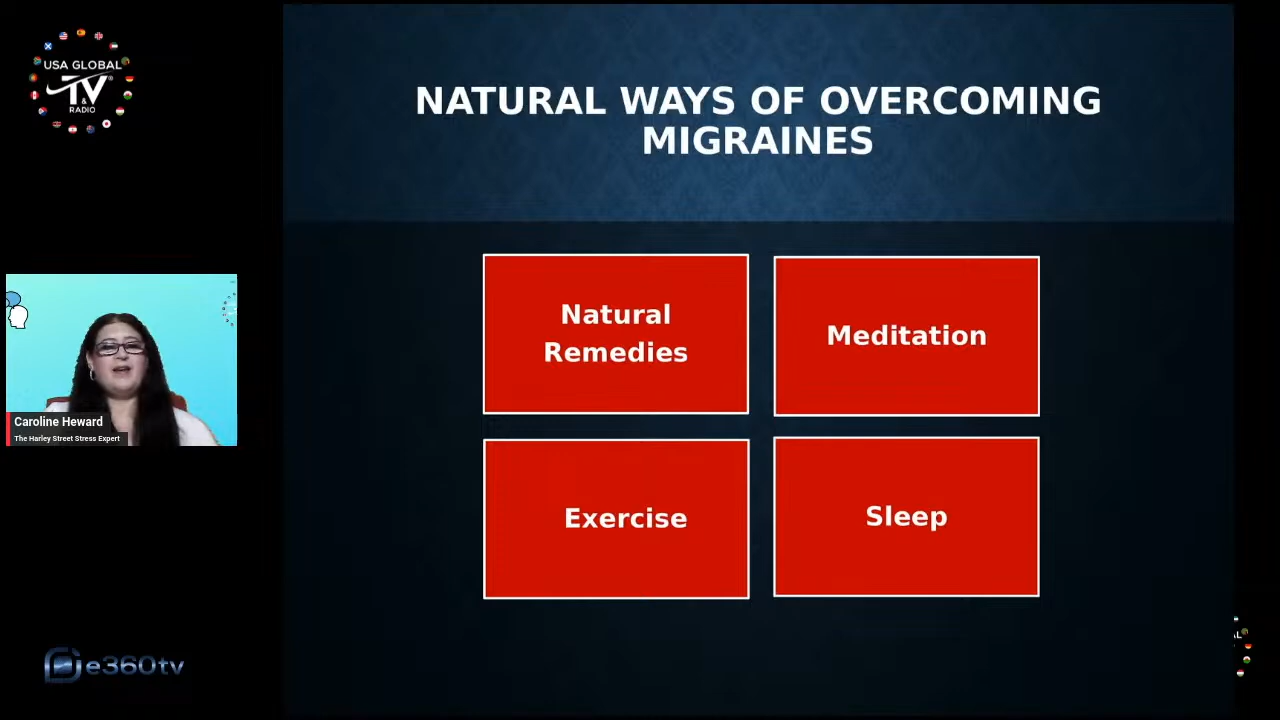 USA GLOBAL
TV
&
RADIO
NATURAL WAYS OF OVERCOMING
MIGRAINES
Natural
Remedies
Meditation
Exercise
Sleep
Caroline Heward
The Harley Street Stress Expert
e360tv
AL